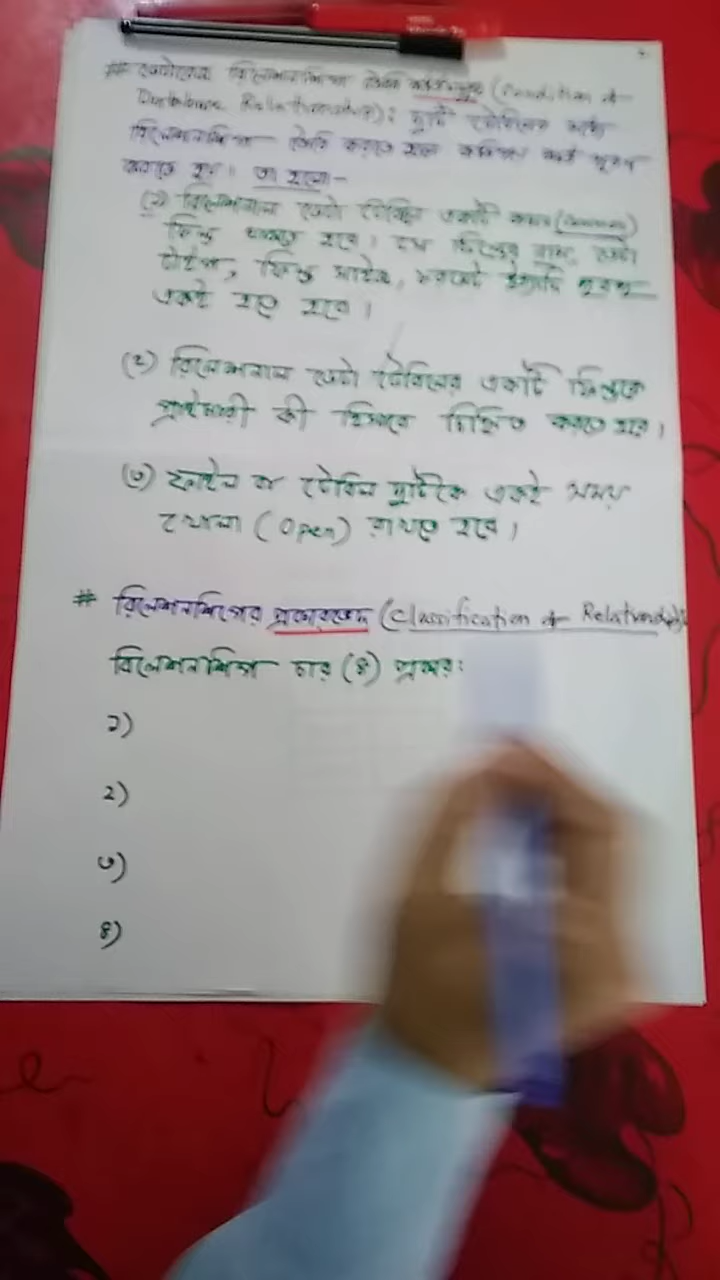 ## ডেটাবেজ রিলেশনশিপ তৈরির শর্তসমূহ (Condition of
Database Relationship): দুটি টেবিলের মধ্যে
রিলেশনশিপ তৈরি করতে হলে কতিপয় শর্ত পূরণ
করতে হয়। তা হলো-
(১) রিলেশনাল ডেটা টেবিলে একটি কমন (Common)
ফিল্ড থাকতে হবে। যে ফিল্ডের নাম, ডেটা
টাইপ, ফিল্ড সাইজ, ফরমেট ইত্যাদি হুবহু
একই হতে হবে।
(২) রিলেশনাল ডেটা টেবিলের একটি ফিল্ডকে
প্রাইমারী কী হিসাবে চিহ্নিত করতে হবে।
(৩) ফাইল বা টেবিল দুটিকে একই সময়
খোলা (Open) রাখতে হবে।
# রিলেশনশিপের প্রকারভেদ (Classification of Relationship):
রিলেশনশিপ চার (৪) প্রকার:
১)
২)
৩)
৪)